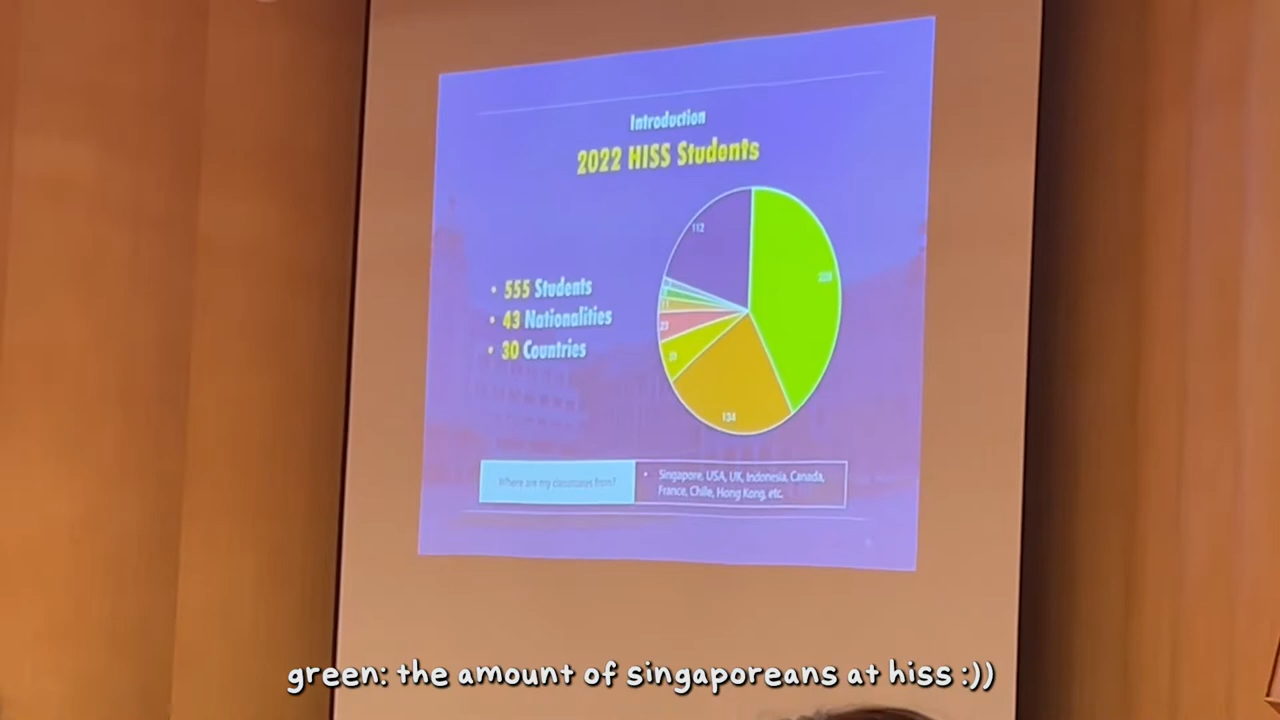 Introduction
2022 HISS Students
112
• 555 Students
• 43 Nationalities
• 30 Countries
23
134
Where are my classmates from?
• Singapore, USA, UK, Indonesia, Canada,
France, Chile, Hong Kong, etc.
green: the amount of singaporeans at hiss :))